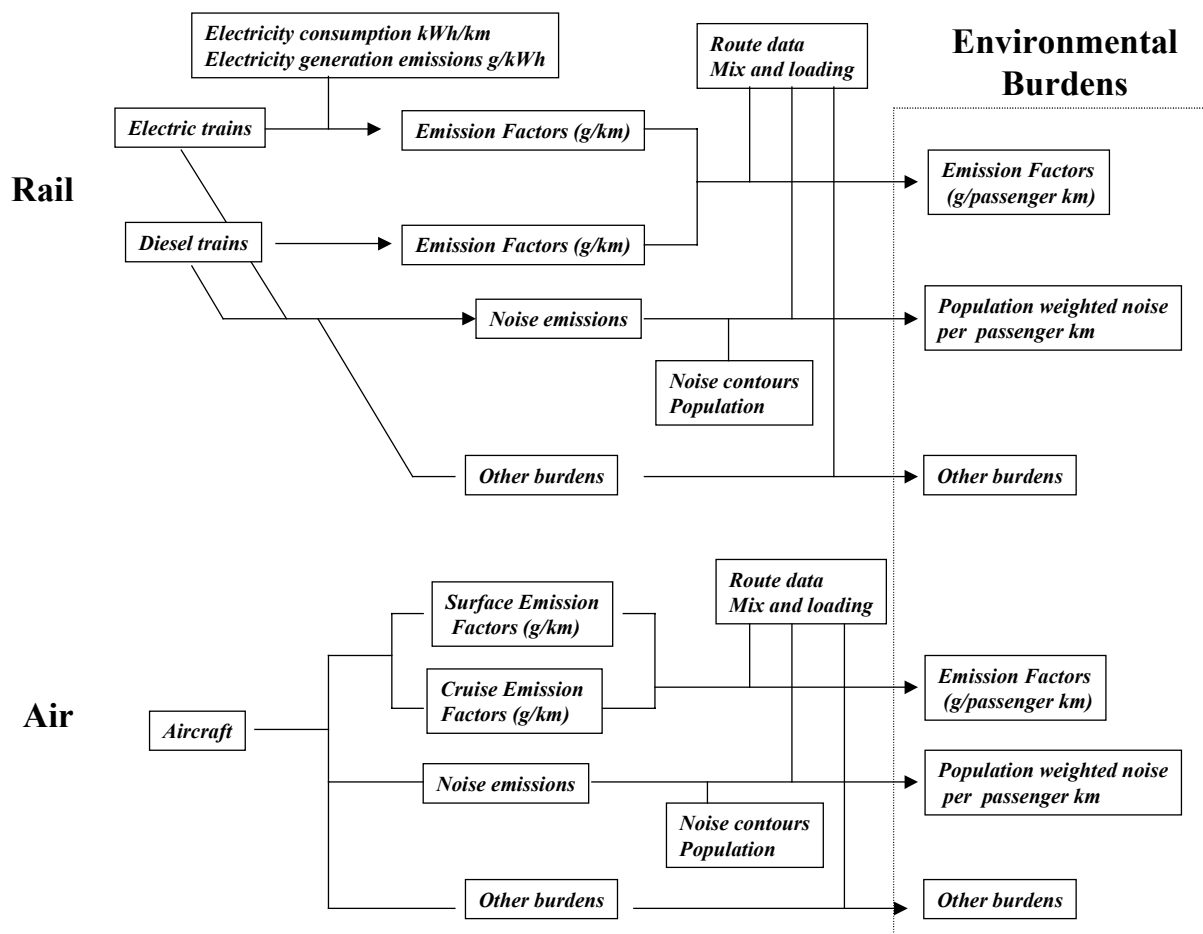 Electricity consumption kWh/km
Electricity generation emissions g/kWh
Route data
Mix and loading
Environmental
Burdens
Electric trains
Emission Factors (g/km)
Emission Factors
(g/passenger km)
Rail
Diesel trains
Emission Factors (g/km)
Noise emissions
Population weighted noise
per passenger km
Noise contours
Population
Other burdens
Other burdens
Route data
Mix and loading
Surface Emission
Factors (g/km)
Cruise Emission
Factors (g/km)
Emission Factors
(g/passenger km)
Air
Aircraft
Noise emissions
Population weighted noise
per passenger km
Noise contours
Population
Other burdens
Other burdens